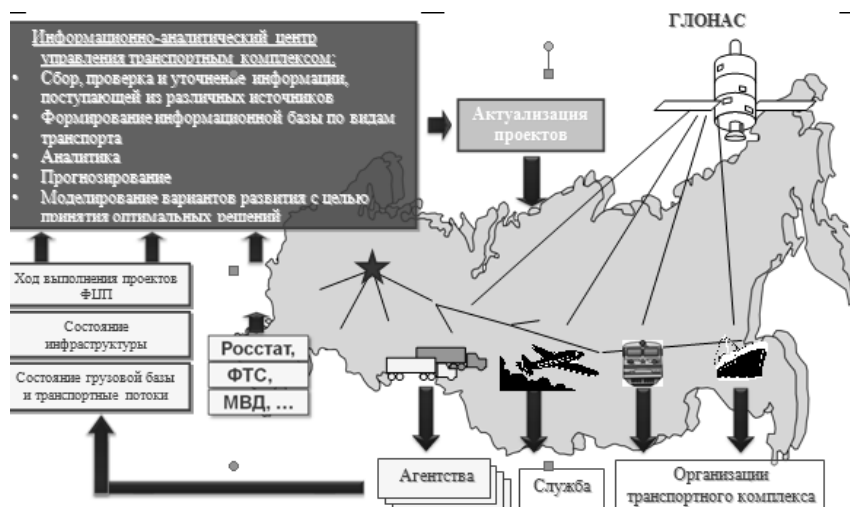 ГЛОНАС
Информационно-аналитический центр
управления транспортным комплексом:
• Сбор, проверка и уточнение информации,
поступающей из различных источников
• Формирование информационной базы по видам
транспорта
• Аналитика
• Прогнозирование
• Моделирование вариантов развития с целью
принятия оптимальных решений
Актуализация
проектов
Ход выполнения проектов
ФЦП
Состояние
инфраструктуры
Состояние грузовой базы
и транспортные потоки
Росстат,
ФТС,
МВД, ...
Агентства
Служба
Организации
транспортного комплекса